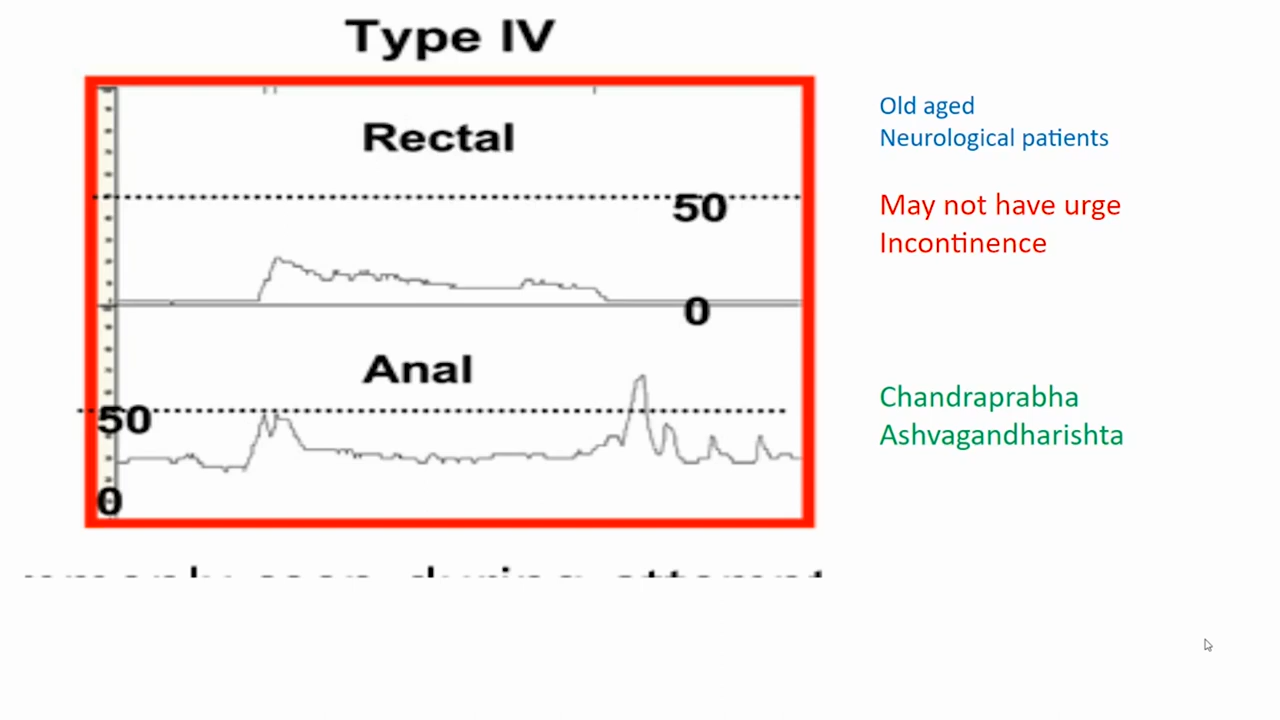 Type IV
Rectal
50
0
Anal
50
0
Old aged
Neurological patients
May not have urge
Incontinence
Chandraprabha
Ashvagandharishta